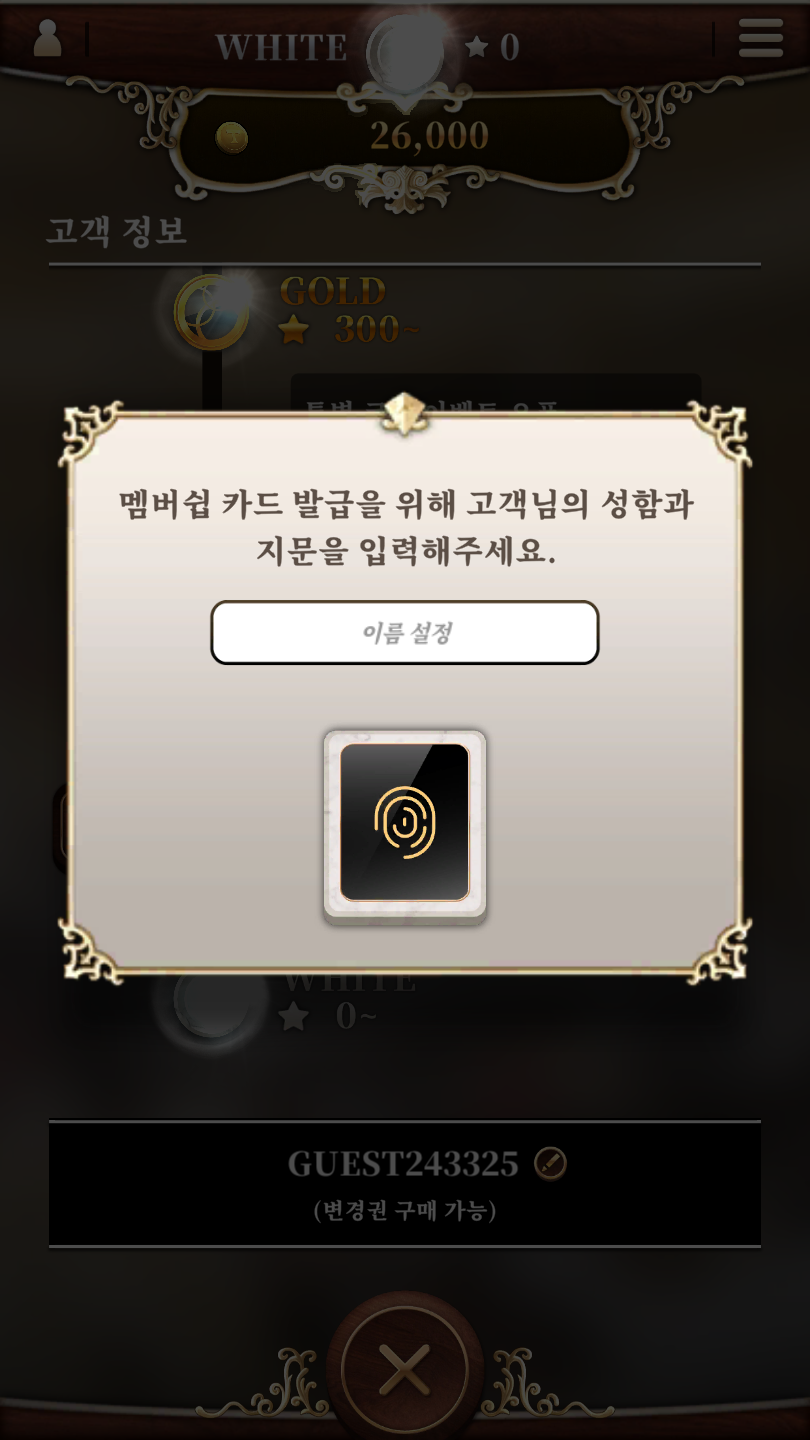 WHITE
0
26,000
고객 정보
GOLD
300~
멤버쉽 카드 발급을 위해 고객님의 성함과
지문을 입력해주세요.
이름 설정
WHITE
0~
GUEST243325
(변경권 구매 가능)